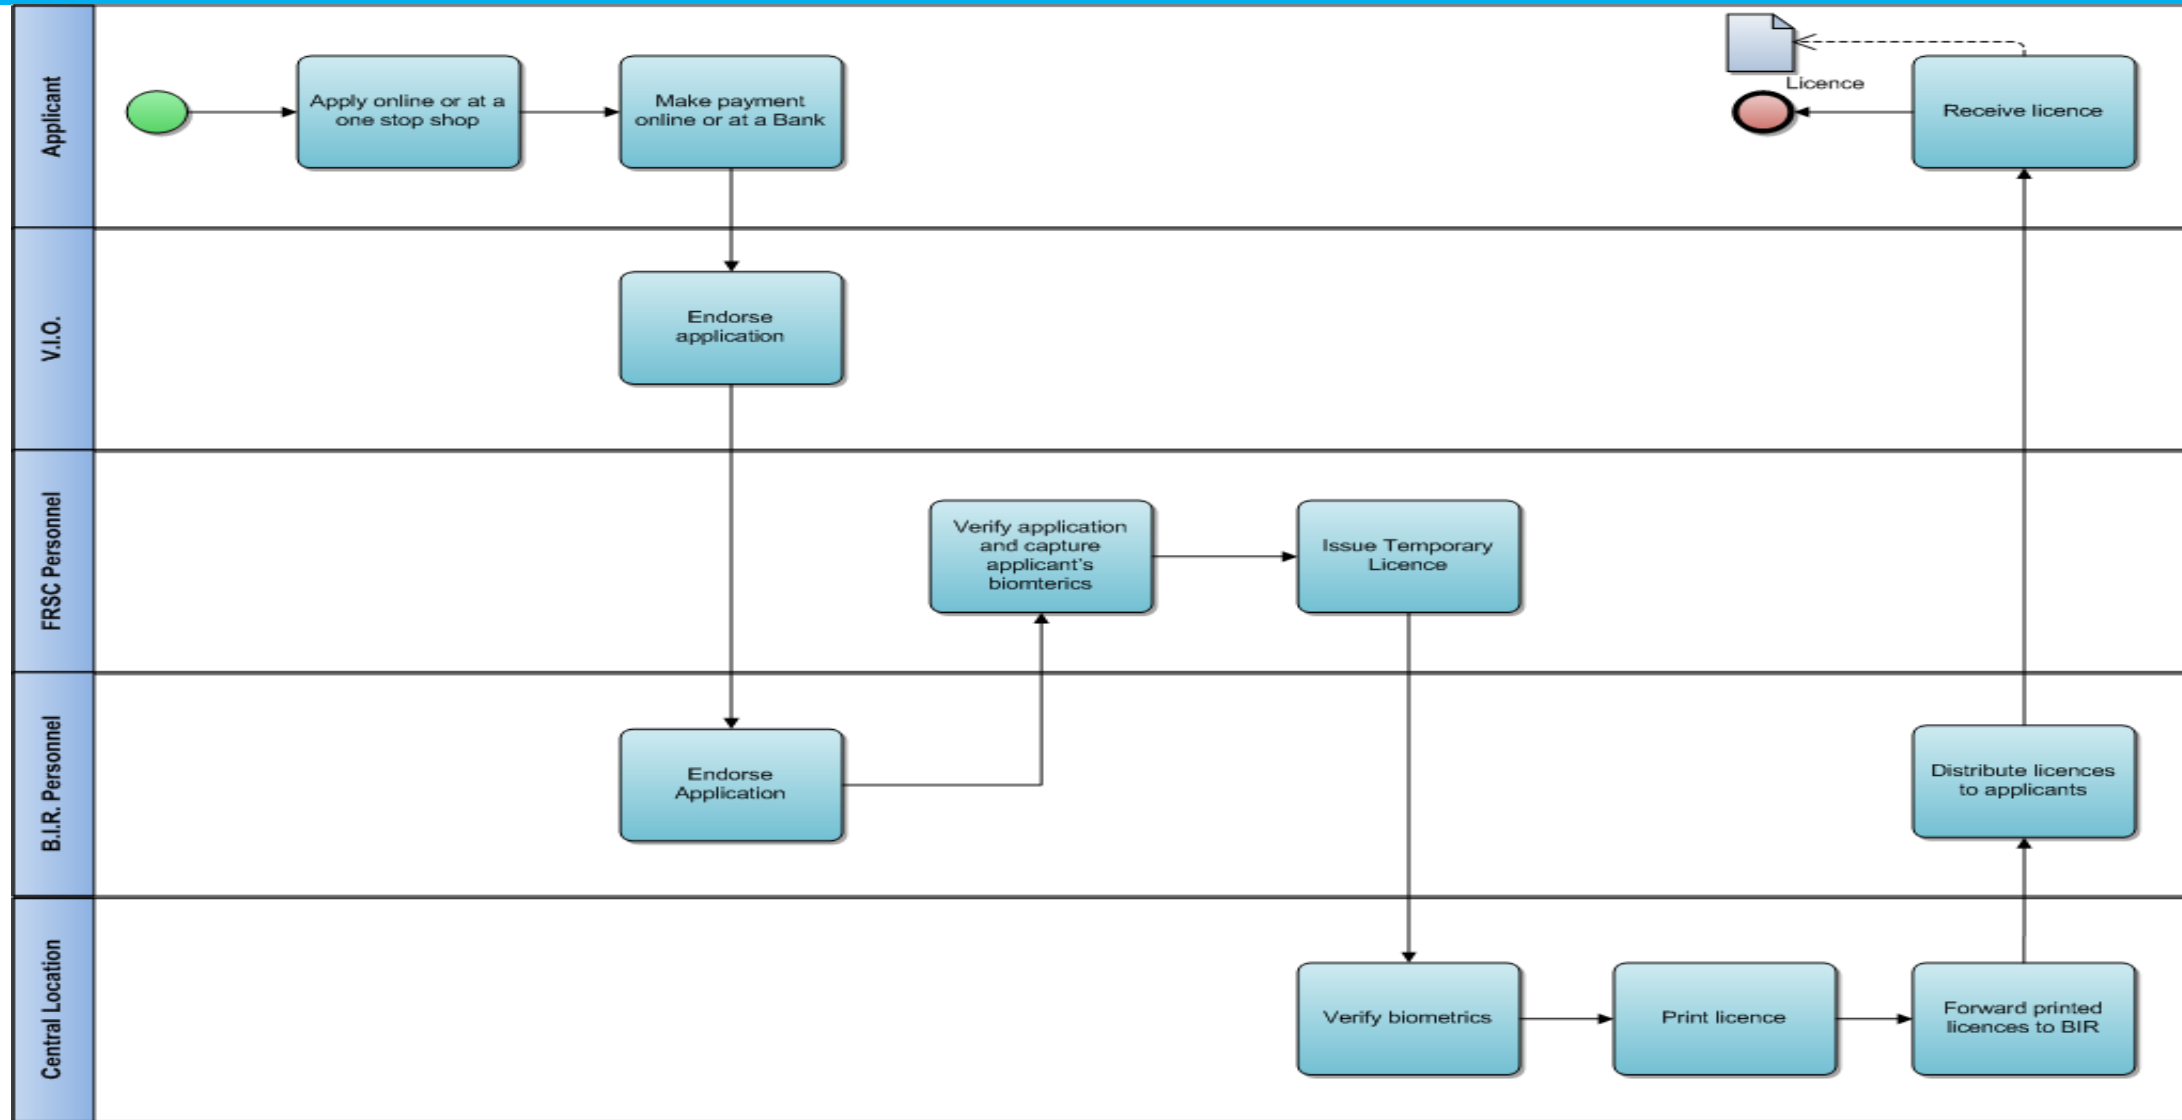 Applicant
Apply online or at a
one stop shop
Make payment
online or at a Bank
Licence
Receive licence
V.I.O.
Endorse
application
FRSC Personnel
Verify application
and capture
applicant's
biomterics
Issue Temporary
Licence
B.I.R. Personnel
Endorse
Application
Distribute licences
to applicants
Central Location
Verify biometrics
Print licence
Forward printed
licences to BIR